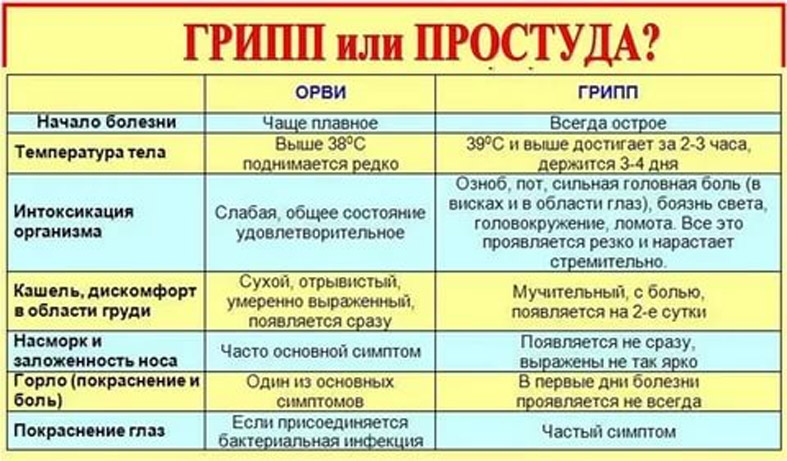 ГРИПП или ПРОСТУДА?
ОРВИ
ГРИПП
Начало болезни
Чаще плавное
Всегда острое
Температура тела
Выше 38⁰С
поднимается редко
39⁰С и выше достигает за 2-3 часа,
держится 3-4 дня
Интоксикация
организма
Слабая, общее состояние
удовлетворительное
Озноб, пот, сильная головная боль (в
висках и в области глаз), боязнь света,
головокружение, ломота. Все это
проявляется резко и нарастает
стремительно.
Кашель, дискомфорт
в области груди
Сухой, отрывистый,
умеренно выраженный,
появляется сразу
Мучительный, с болью,
появляется на 2-е сутки
Насморк и
заложенность носа
Часто основной симптом
Появляется не сразу,
выражены не так ярко
Горло (покраснение и
боль)
Один из основных
симптомов
В первые дни болезни
проявляется не всегда
Покраснение глаз
Если присоединяется
бактериальная инфекция
Частый симптом